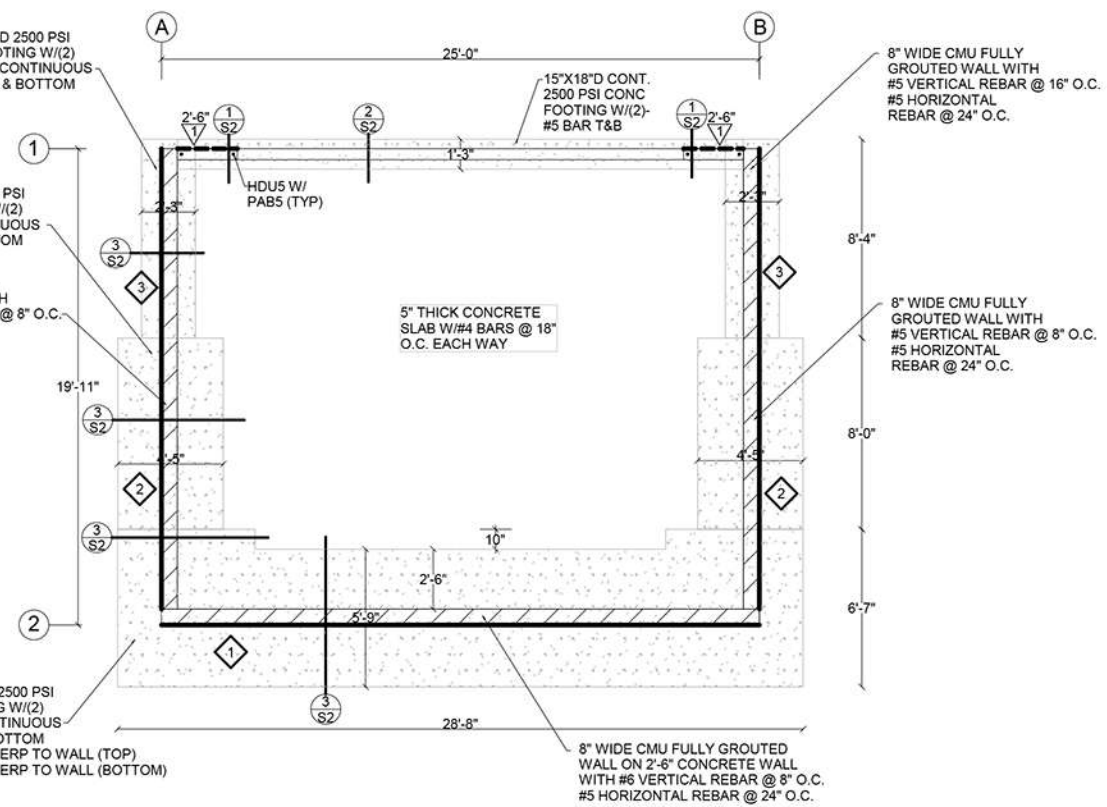 A
B
25'-0"
D 2500 PSI
OTING W/(2)
CONTINUOUS
& BOTTOM
15"X18"D CONT.
2500 PSI CONC
FOOTING W/(2)-
#5 BAR T&B
8" WIDE CMU FULLY
GROUTED WALL WITH
#5 VERTICAL REBAR @ 16" O.C.
#5 HORIZONTAL
REBAR @ 24" O.C.
2'-6"
1
1
S2
2
S2
1
S2
2'-6"
1
1
1'-3"
HDU5 W/
PAB5 (TYP)
PSI
W/(2)
UOUS
OM
2'-3"
2'-3"
8'-4"
3
S2
3
3
H
@ 8" O.C.
5" THICK CONCRETE
SLAB W/#4 BARS @ 18"
O.C. EACH WAY
8" WIDE CMU FULLY
GROUTED WALL WITH
#5 VERTICAL REBAR @ 8" O.C.
#5 HORIZONTAL
REBAR @ 24" O.C.
19'-11"
3
S2
8'-0"
4'-5"
4'-5"
2
2
3
S2
10"
2'-6"
6'-7"
2
5'-9"
1
2500 PSI
G W/(2)
TINUOUS
OTTOM
ERP TO WALL (TOP)
ERP TO WALL (BOTTOM)
3
S2
28'-8"
8" WIDE CMU FULLY GROUTED
WALL ON 2'-6" CONCRETE WALL
WITH #6 VERTICAL REBAR @ 8" O.C.
#5 HORIZONTAL REBAR @ 24" O.C.